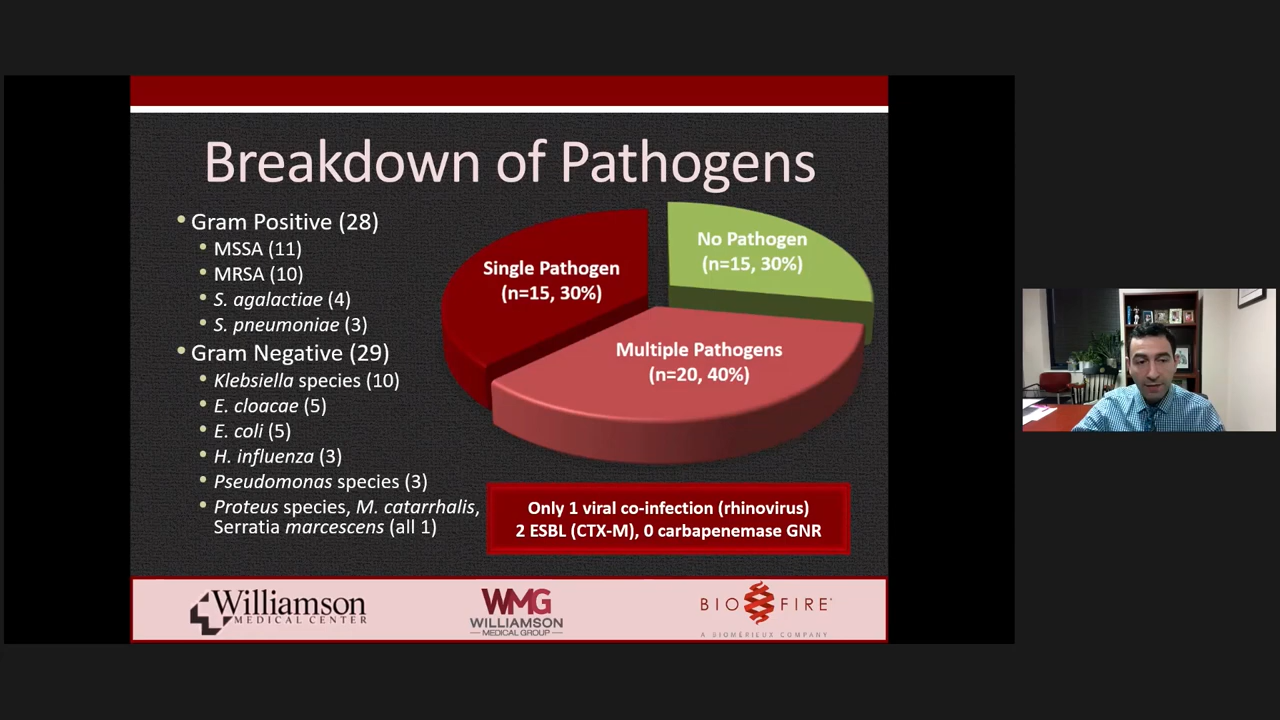 Breakdown of Pathogens
• Gram Positive (28)
• MSSA (11)
• MRSA (10)
• S. agalactiae (4)
• S. pneumoniae (3)
• Gram Negative (29)
• Klebsiella species (10)
• E. cloacae (5)
• E. coli (5)
• H. influenza (3)
• Pseudomonas species (3)
• Proteus species, M. catarrhalis,
Serratia marcescens (all 1)
No Pathogen
(n=15, 30%)
Single Pathogen
(n=15, 30%)
Multiple Pathogens
(n=20, 40%)
Only 1 viral co-infection (rhinovirus)
2 ESBL (CTX-M), 0 carbapenemase GNR
Williamson
MEDICAL CENTER
WMG
WILLIAMSON
MEDICAL GROUP
BIO FIRE
A BIOMÉRIEUX COMPANY